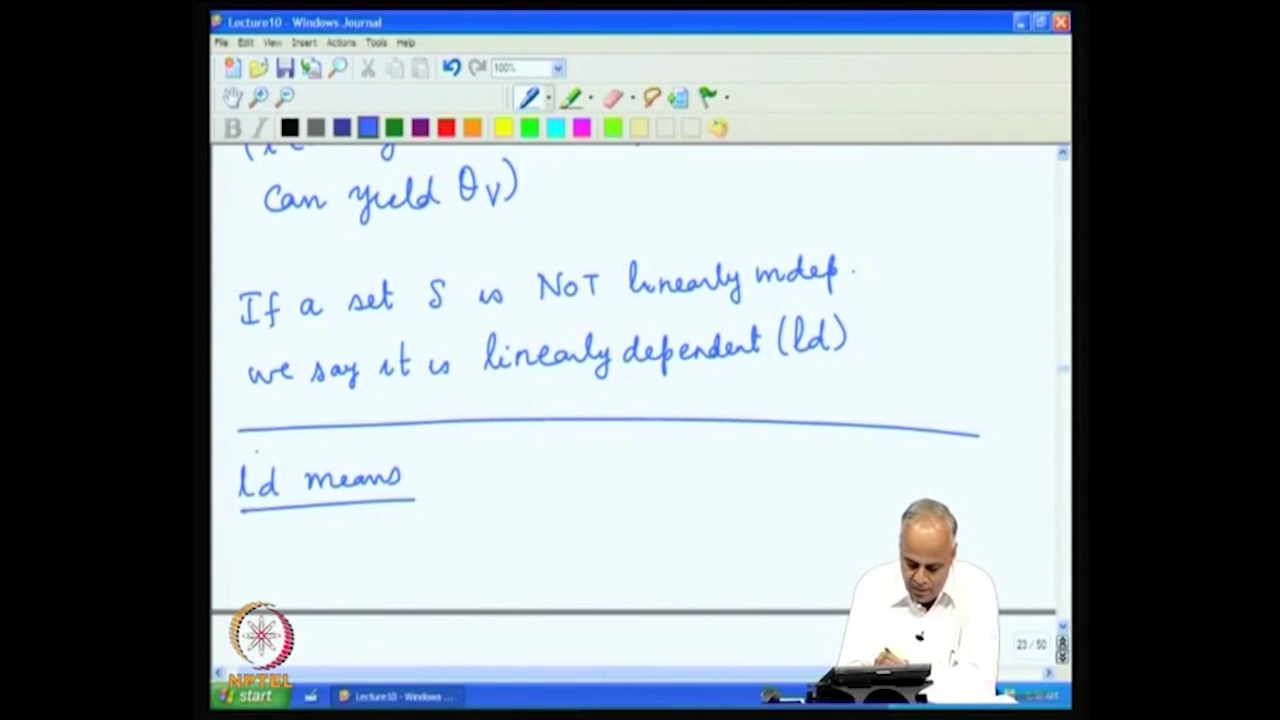 Lecture10 - Windows Journal
File Edit View Insert Actions Tools Help
100%
B I
can yield θv)
If a set S is NOT linearly indep.
we say it is linearly dependent (ld)
ld means
23 / 50
NPTEL
start Lecture10 - Windows ...